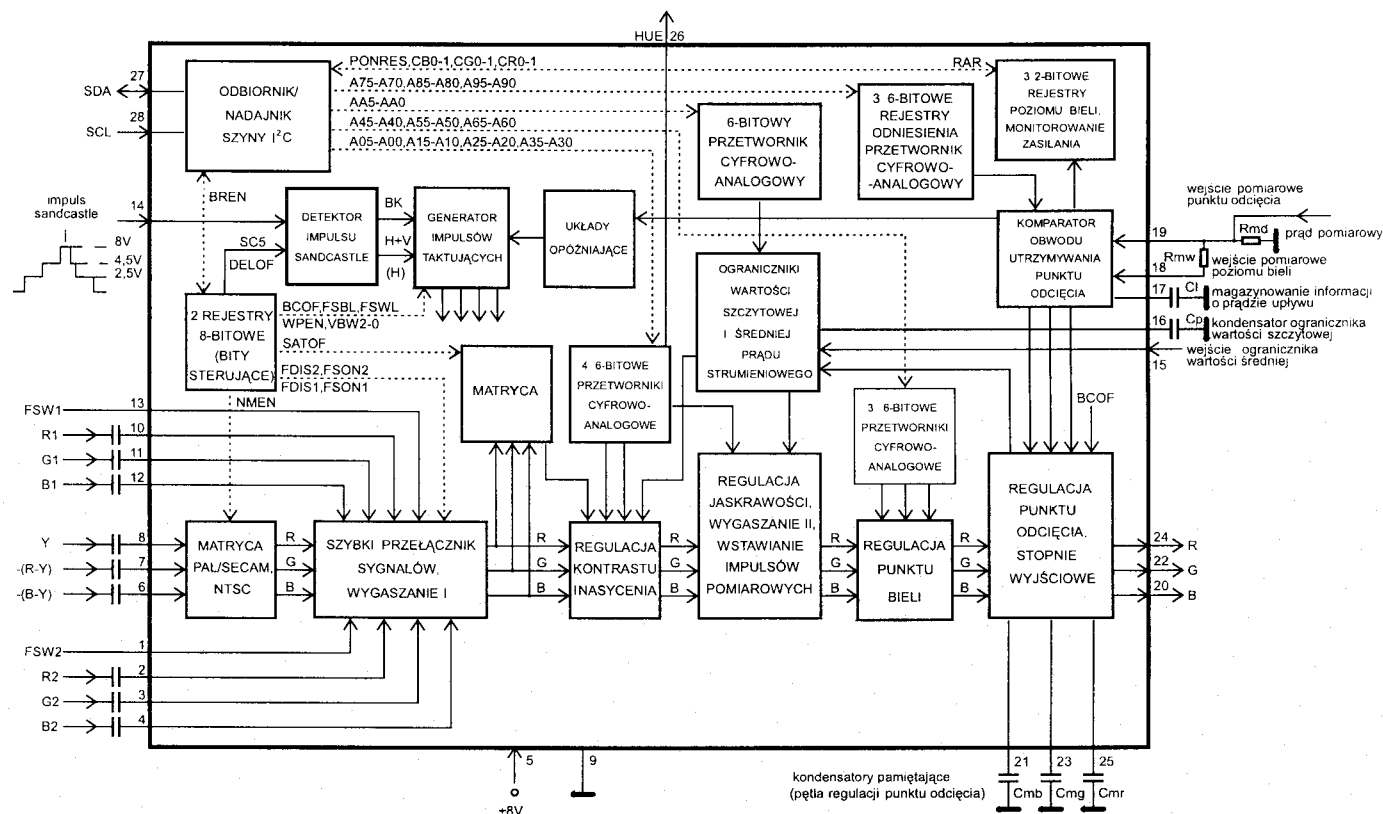 HUE 26
27
SDA
28
SCL
ODBIORNIK/
NADAJNIK
SZYNY I²C
PONRES,CB0-1,CG0-1,CR0-1
RAR
A75-A70,A85-A80,A95-A90
AA5-AA0
A45-A40,A55-A50,A65-A60
A05-A00,A15-A10,A25-A20,A35-A30
6-BITOWY
PRZETWORNIK
CYFROWO-
ANALOGOWY
3 6-BITOWE
REJESTRY
ODNIESIENIA
PRZETWORNIK
CYFROWO-
-ANALOGOWY
3 2-BITOWE
REJESTRY
POZIOMU BIELI,
MONITOROWANIE
ZASILANIA
impuls
sandcastle
14
8V
4,5V
2,5V
BREN
SC5
DELOF
DETEKTOR
IMPULSU
SANDCASTLE
BK
H+V
(H)
GENERATOR
IMPULSÓW
TAKTUJĄCYCH
UKŁADY
OPÓŹNIAJĄCE
KOMPARATOR
OBWODU
UTRZYMYWANIA
PUNKTU
ODCIĘCIA
wejście pomiarowe
punktu odcięcia
19
Rmd
prąd pomiarowy
Rmw
18
wejście pomiarowe
poziomu bieli
17
Cl
magazynowanie informacji
o prądzie upływu
16
Cp
kondensator ogranicznika
wartości szczytowej
wejście ogranicznika
wartości średniej
15
2 REJESTRY
8-BITOWE
(BITY
STERUJĄCE)
BCOF,FSBL,FSWL
WPEN,VBW2-0
SATOF
FDIS2,FSON2
FDIS1,FSON1
NMEN
MATRYCA
4 6-BITOWE
PRZETWORNIKI
CYFROWO-
ANALOGOWE
OGRANICZNIKI
WARTOŚCI
SZCZYTOWEJ
I ŚREDNIEJ
PRĄDU
STRUMIENIOWEGO
3 6-BITOWE
PRZETWORNIKI
CYFROWO-
-ANALOGOWE
BCOF
FSW1
13
R1
10
G1
11
B1
12
Y
8
-(R-Y)
7
-(B-Y)
6
MATRYCA
PAL/SECAM,
NTSC
R
G
B
SZYBKI PRZEŁĄCZNIK
SYGNALÓW,
WYGASZANIE I
R
G
B
REGULACJA
KONTRASTU
INASYCENIA
R
G
B
REGULACJA
JASKRAWOŚCI,
WYGASZANIE II,
WSTAWIANIE
IMPULSÓW
POMIAROWYCH
R
G
B
REGULACJA
PUNKTU
BIELI
R
G
B
REGULACJA
PUNKTU
ODCIĘCIA,
STOPNIE
WYJŚCIOWE
24 R
22 G
20 B
FSW2
1
R2
2
G2
3
B2
4
5
+8V
9
kondensatory pamiętające
(pętla regulacji punktu odcięcia)
21
Cmb
23
Cmg
25
Cmr